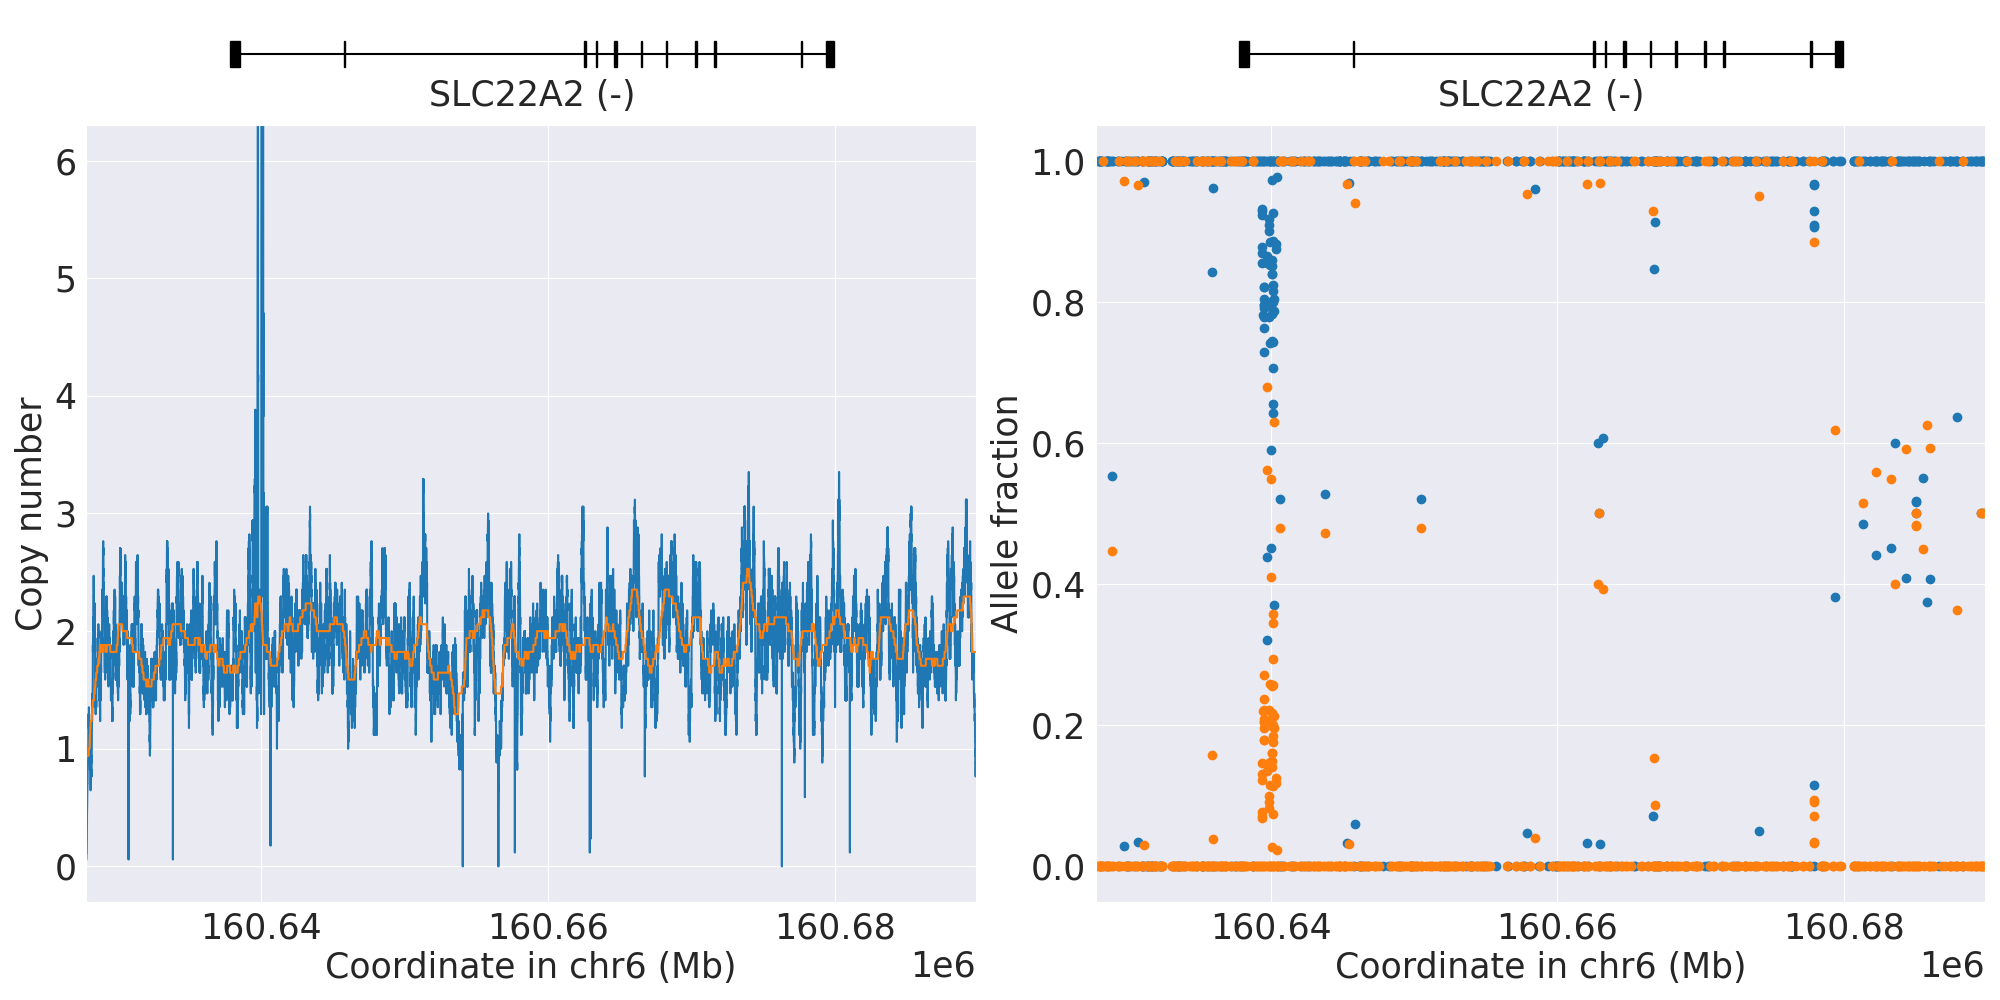 SLC22A2 (-)
SLC22A2 (-)
Copy number
6
5
4
3
2
1
0
160.64
160.66
160.68
Coordinate in chr6 (Mb)
1e6
Allele fraction
1.0
0.8
0.6
0.4
0.2
0.0
160.64
160.66
160.68
Coordinate in chr6 (Mb)
1e6